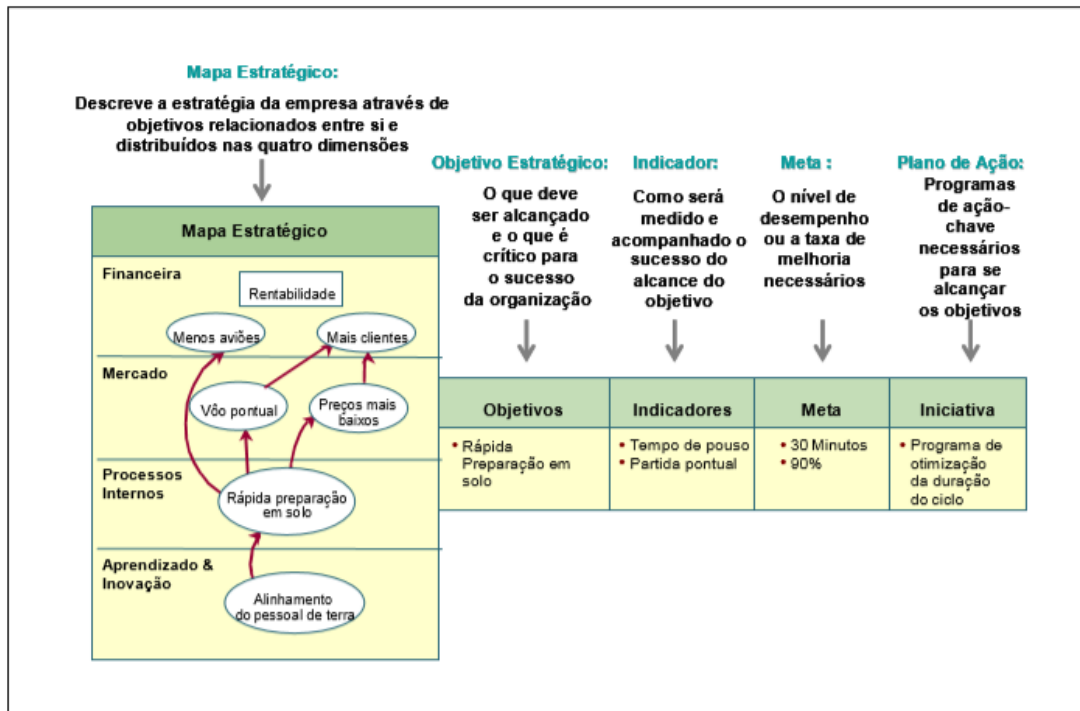 Mapa Estratégico:
Descreve a estratégia da empresa através de
objetivos relacionados entre si e
distribuídos nas quatro dimensões
Objetivo Estratégico:
O que deve
ser alcançado
e o que é
crítico para
o sucesso
da organização
Indicador:
Como será
medido e
acompanhado o
sucesso do
alcance do
objetivo
Meta :
O nível de
desempenho
ou a taxa de
melhoria
necessários
Plano de Ação:
Programas
de ação-
chave
necessários
para se
alcançar
os objetivos
Mapa Estratégico
Financeira
Rentabilidade
Menos aviões
Mais clientes
Mercado
Vôo pontual
Preços mais
baixos
Processos
Internos
Rápida preparação
em solo
Aprendizado &
Inovação
Alinhamento
do pessoal de terra
Objetivos
Indicadores
Meta
Iniciativa
• Rápida
Preparação em
solo
• Tempo de pouso
• Partida pontual
• 30 Minutos
• 90%
• Programa de
otimização
da duração
do ciclo